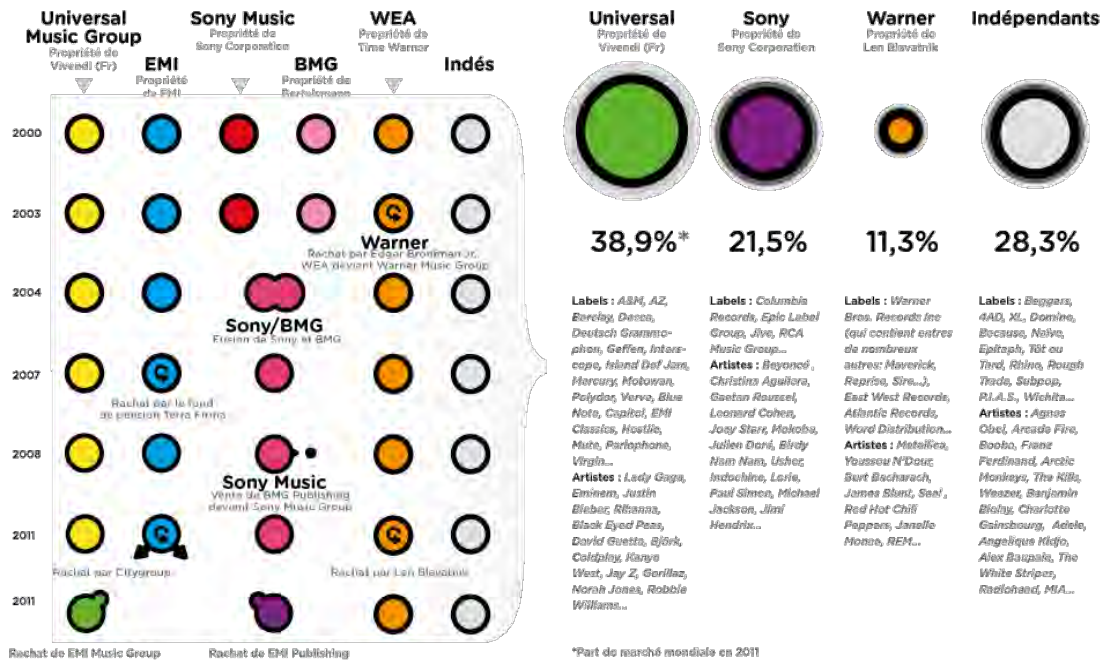 Universal
Music Group
Propriété de
Vivendi (Fr)
EMI
Propriété
de EMI
Sony Music
Propriété de
Sony Corporation
BMG
Propriété de
Bertelsmann
WEA
Propriété de
Time Warner
Indés
2000
2003
Warner
Rachat par Edgar Bronfman Jr.
WEA devient Warner Music Group
2004
Sony/BMG
Fusion de Sony et BMG
2007
Rachat par le fond
de pension Terra Firma
2008
Sony Music
Vente de BMG Publishing
devient Sony Music Group
2011
Rachat par Citygroup
Rachat par Len Blavatnik
2011
Rachat de EMI Music Group
Rachat de EMI Publishing
Universal
Propriété de
Vivendi (Fr)
38,9%*
Labels : A&M, AZ,
Barclay, Decca,
Deutsch Grammo-
phon, Geffen, Inters-
cope, Island Def Jam,
Mercury, Motowan,
Polydor, Verve, Blue
Note, Capitol, EMI
Classics, Hostile,
Mute, Parlophone,
Virgin...
Artistes : Lady Gaga,
Eminem, Justin
Bieber, Rihanna,
Black Eyed Peas,
David Guetta, Björk,
Coldplay, Kanye
West, Jay Z, Gorillaz,
Norah Jones, Robbie
Williams...
Sony
Propriété de
Sony Corporation
21,5%
Labels : Columbia
Records, Epic Label
Group, Jive, RCA
Music Group...
Artistes : Beyoncé,
Christina Aguilera,
Gaetan Roussel,
Leonard Cohen,
Joey Starr, Mokobe,
Julien Doré, Birdy
Nam Nam, Usher,
Indochine, Lorie,
Paul Simon, Michael
Jackson, Jimi
Hendrix...
Warner
Propriété de
Len Blavatnik
11,3%
Labels : Warner
Bros. Records Inc
(qui contient entres
de nombreux
autres: Maverick,
Reprise, Sire...),
East West Records,
Atlantic Records,
Word Distribution...
Artistes : Metallica,
Youssou N'Dour,
Burt Bacharach,
James Blunt, Seal ,
Red Hot Chili
Peppers, Janelle
Monae, REM...
Indépendants
28,3%
Labels : Beggars,
4AD, XL, Domino,
Because, Naïve,
Epitaph, Tôt ou
Tard, Rhino, Rough
Trade, Subpop,
P.I.A.S., Wichita...
Artistes : Agnes
Obel, Arcade Fire,
Booba, Franz
Ferdinand, Arctic
Monkeys, The Kills,
Weezer, Benjamin
Biolay, Charlotte
Gainsbourg, Adele,
Angelique Kidjo,
Alex Beaupain, The
White Stripes,
Radiohead, MIA...
*Part de marché mondiale en 2011